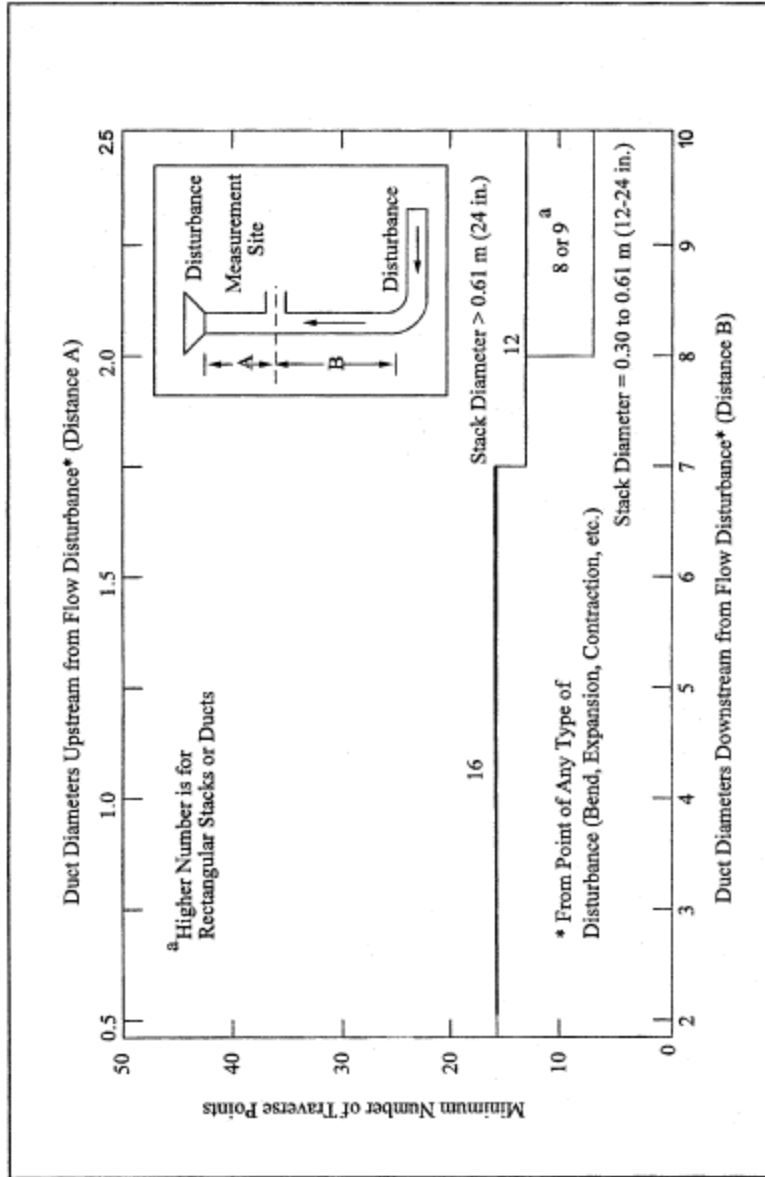 Duct Diameters Upstream from Flow Disturbance* (Distance A)
0.5
1.0
1.5
2.0
2.5
50
40
30
20
10
0
Minimum Number of Traverse Points
a Higher Number is for
Rectangular Stacks or Ducts
Disturbance
Measurement
Site
A
B
Disturbance
Stack Diameter > 0.61 m (24 in.)
16
12
8 or 9 a
* From Point of Any Type of
Disturbance (Bend, Expansion, Contraction, etc.)
Stack Diameter = 0.30 to 0.61 m (12-24 in.)
2
3
4
5
6
7
8
9
10
Duct Diameters Downstream from Flow Disturbance* (Distance B)